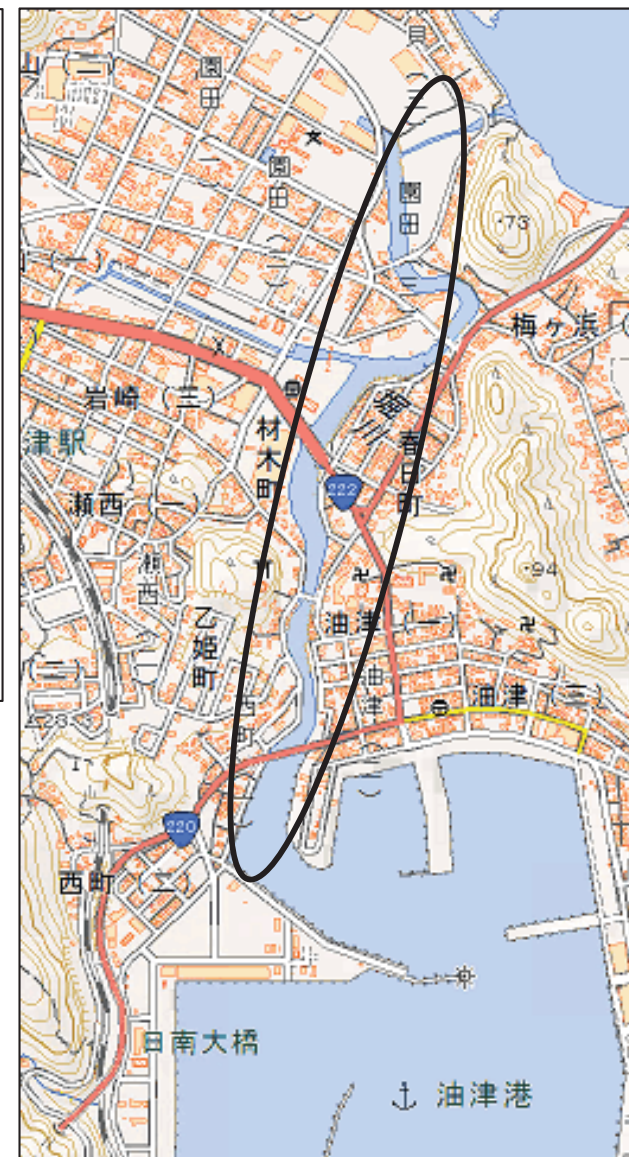 園田
園田
(二)
園田
・73
梅ヶ浜
岩崎(三)
堀川
材木町
春日町
津駅
222
瀬西(一)
瀬西
・94
乙姫町
油津(一)
油津
西町
油津(三)
220
西町(二)
日南大橋
油津港